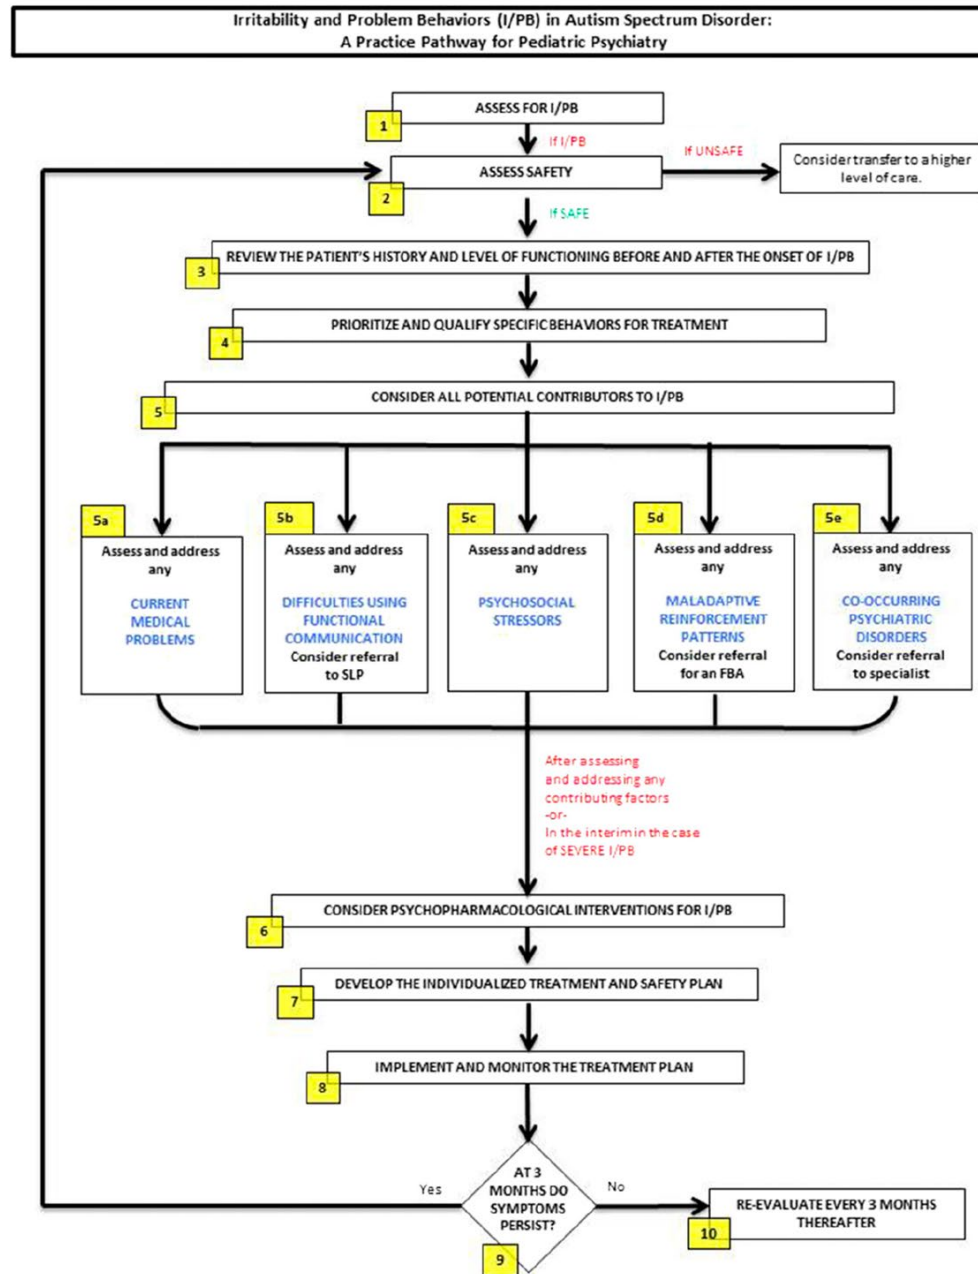 Irritability and Problem Behaviors (I/PB) in Autism Spectrum Disorder:
A Practice Pathway for Pediatric Psychiatry
ASSESS FOR I/PB
1
If I/PB
ASSESS SAFETY
2
If UNSAFE
Consider transfer to a higher
level of care.
If SAFE
REVIEW THE PATIENT'S HISTORY AND LEVEL OF FUNCTIONING BEFORE AND AFTER THE ONSET OF I/PB
3
PRIORITIZE AND QUALIFY SPECIFIC BEHAVIORS FOR TREATMENT
4
CONSIDER ALL POTENTIAL CONTRIBUTORS TO I/PB
5
5a
Assess and address
any
CURRENT
MEDICAL
PROBLEMS
5b
Assess and address
any
DIFFICULTIES USING
FUNCTIONAL
COMMUNICATION
Consider referral
to SLP
5c
Assess and address
any
PSYCHOSOCIAL
STRESSORS
5d
Assess and address
any
MALADAPTIVE
REINFORCEMENT
PATTERNS
Consider referral
for an FBA
5e
Assess and address
any
CO-OCCURRING
PSYCHIATRIC
DISORDERS
Consider referral
to specialist
After assessing
and addressing any
contributing factors
-or-
In the interim in the case
of SEVERE I/PB
CONSIDER PSYCHOPHARMACOLOGICAL INTERVENTIONS FOR I/PB
6
DEVELOP THE INDIVIDUALIZED TREATMENT AND SAFETY PLAN
7
IMPLEMENT AND MONITOR THE TREATMENT PLAN
8
AT 3
MONTHS DO
SYMPTOMS
PERSIST?
9
Yes
No
RE-EVALUATE EVERY 3 MONTHS
THEREAFTER
10